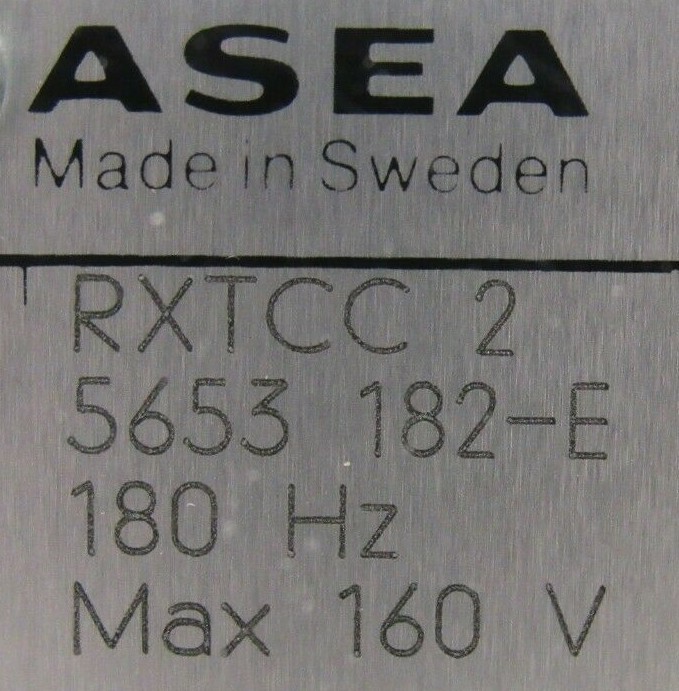 ASEA
Made in Sweden
RXTCC 2
5653 182-E
180 Hz
Max 160 V